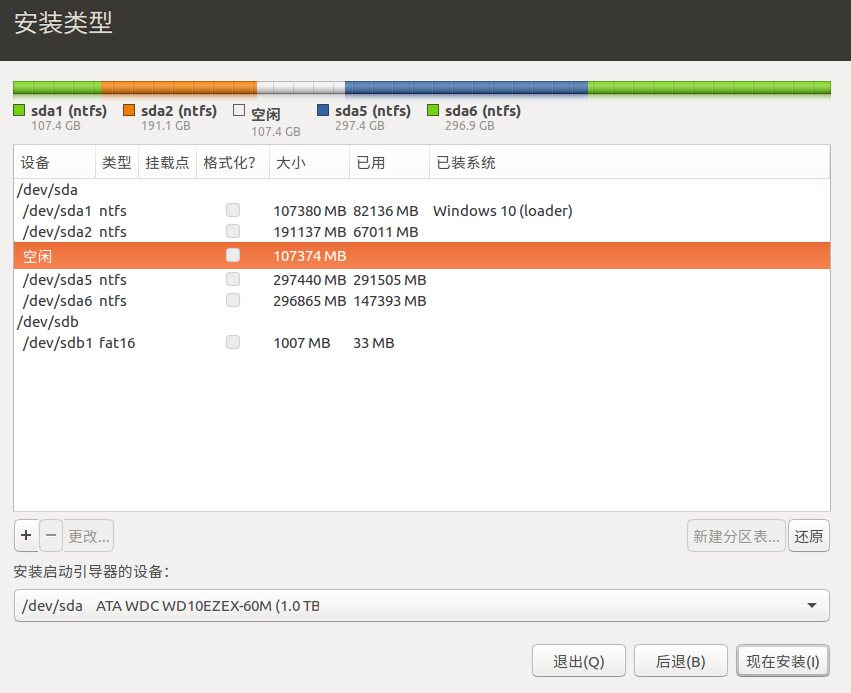 安装类型
sda1 (ntfs) sda2 (ntfs) 空闲 sda5 (ntfs) sda6 (ntfs)
107.4 GB 191.1 GB 107.4 GB 297.4 GB 296.9 GB
设备 类型 挂载点 格式化? 大小 已用 已装系统
/dev/sda
/dev/sda1 ntfs 107380 MB 82136 MB Windows 10 (loader)
/dev/sda2 ntfs 191137 MB 67011 MB
空闲 107374 MB
/dev/sda5 ntfs 297440 MB 291505 MB
/dev/sda6 ntfs 296865 MB 147393 MB
/dev/sdb
/dev/sdb1 fat16 1007 MB 33 MB
+ − 更改... 新建分区表... 还原
安装启动引导器的设备：
/dev/sda ATA WDC WD10EZEX-60M (1.0 TB
退出(Q) 后退(B) 现在安装(I)